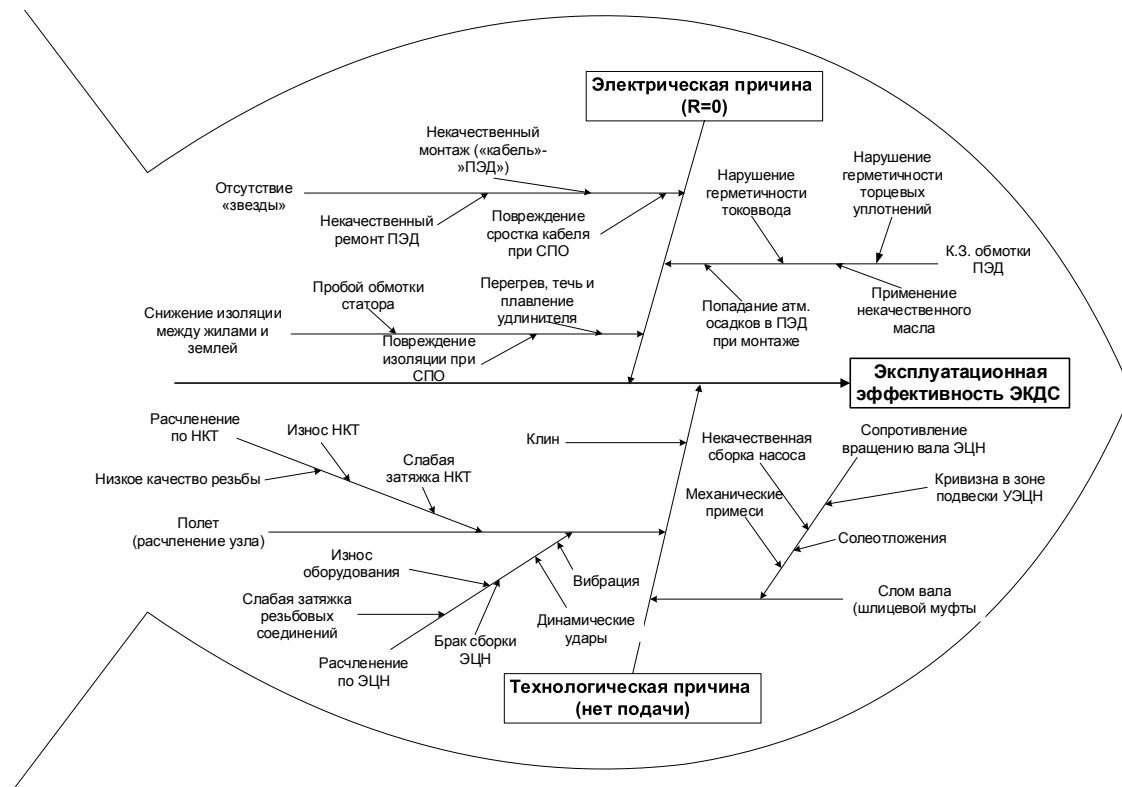 Электрическая причина
(R=0)
Некачественный
монтаж («кабель»-
»ПЭД»)
Отсутствие
«звезды»
Некачественный
ремонт ПЭД
Повреждение
сростка кабеля
при СПО
Нарушение
герметичности
токоввода
Нарушение
герметичности
торцевых
уплотнений
К.З. обмотки
ПЭД
Попадание атм.
осадков в ПЭД
при монтаже
Применение
некачественного
масла
Пробой обмотки
статора
Перегрев, течь и
плавление
удлинителя
Снижение изоляции
между жилами и
землей
Повреждение
изоляции при
СПО
Эксплуатационная
эффективность ЭКДС
Расчленение
по НКТ
Износ НКТ
Низкое качество резьбы
Слабая
затяжка НКТ
Клин
Некачественная
сборка насоса
Сопротивление
вращению вала ЭЦН
Кривизна в зоне
подвески УЭЦН
Механические
примеси
Солеотложения
Полет
(расчленение узла)
Износ
оборудования
Вибрация
Слабая затяжка
резьбовых
соединений
Динамические
удары
Брак сборки
ЭЦН
Расчленение
по ЭЦН
Слом вала
(шлицевой муфты
Технологическая причина
(нет подачи)